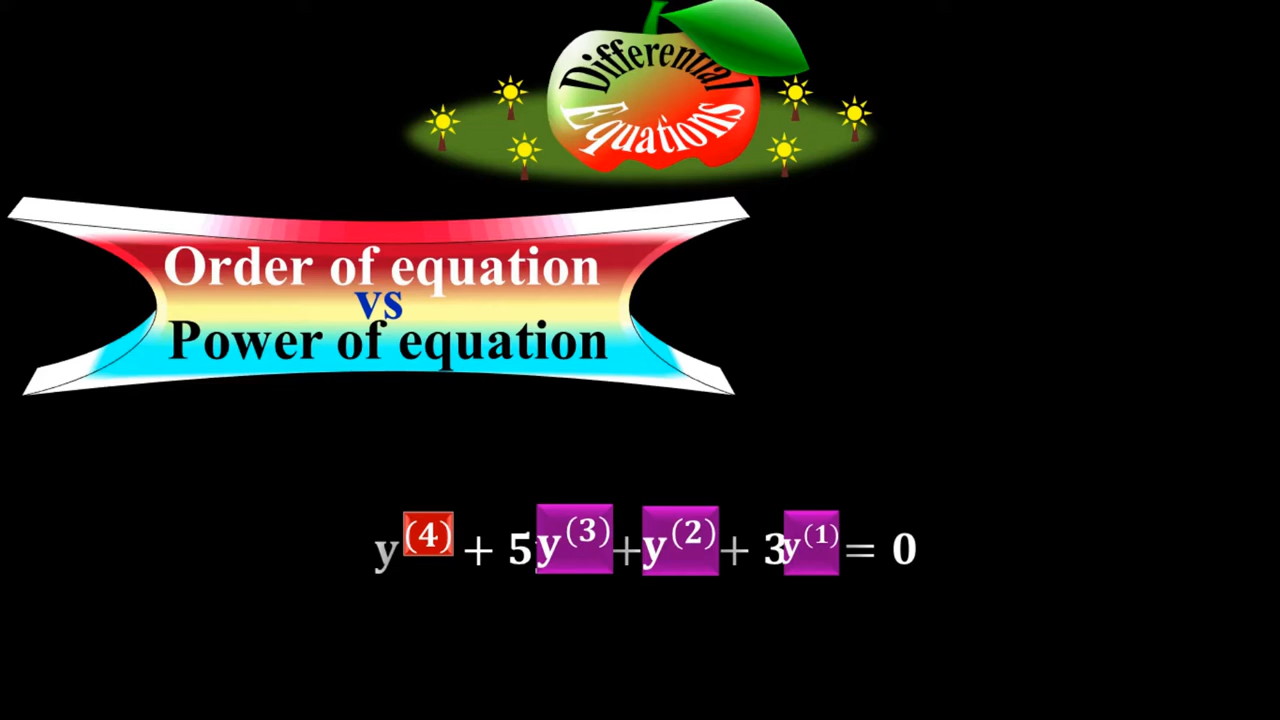 Differential
Equations
Order of equation
vs
Power of equation
y⁽⁴⁾ + 5y⁽³⁾ + y⁽²⁾ + 3y⁽¹⁾ = 0